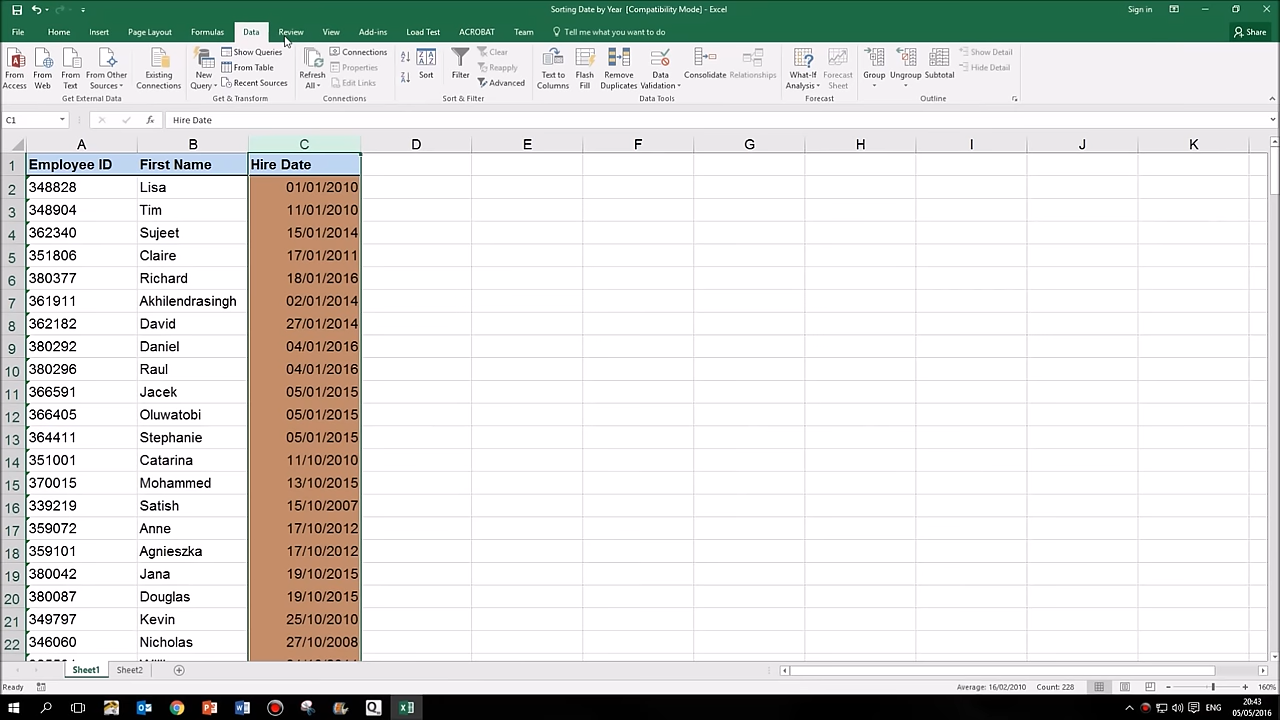 Sorting Date by Year [Compatibility Mode] - Excel
Sign in
File Home Insert Page Layout Formulas Data Review View Add-ins Load Test ACROBAT Team Tell me what you want to do
Share
From Access
From Web
From Text
From Other Sources
Existing Connections
Get External Data
New Query
Show Queries
From Table
Recent Sources
Get & Transform
Refresh All
Connections
Properties
Edit Links
Connections
Sort
Filter
Clear
Reapply
Advanced
Sort & Filter
Text to Columns
Flash Fill
Remove Duplicates
Data Validation
Consolidate
Relationships
Data Tools
What-If Analysis
Forecast Sheet
Forecast
Group
Ungroup
Subtotal
Show Detail
Hide Detail
Outline
C1 fx Hire Date
A B C D E F G H I J K
1 Employee ID First Name Hire Date
2 348828 Lisa 01/01/2010
3 348904 Tim 11/01/2010
4 362340 Sujeet 15/01/2014
5 351806 Claire 17/01/2011
6 380377 Richard 18/01/2016
7 361911 Akhilendrasingh 02/01/2014
8 362182 David 27/01/2014
9 380292 Daniel 04/01/2016
10 380296 Raul 04/01/2016
11 366591 Jacek 05/01/2015
12 366405 Oluwatobi 05/01/2015
13 364411 Stephanie 05/01/2015
14 351001 Catarina 11/10/2010
15 370015 Mohammed 13/10/2015
16 339219 Satish 15/10/2007
17 359072 Anne 17/10/2012
18 359101 Agnieszka 17/10/2012
19 380042 Jana 19/10/2015
20 380087 Douglas 19/10/2015
21 349797 Kevin 25/10/2010
22 346060 Nicholas 27/10/2008
Sheet1 Sheet2
Ready
Average: 16/02/2010 Count: 228
160%
ENG
20:43
05/05/2016